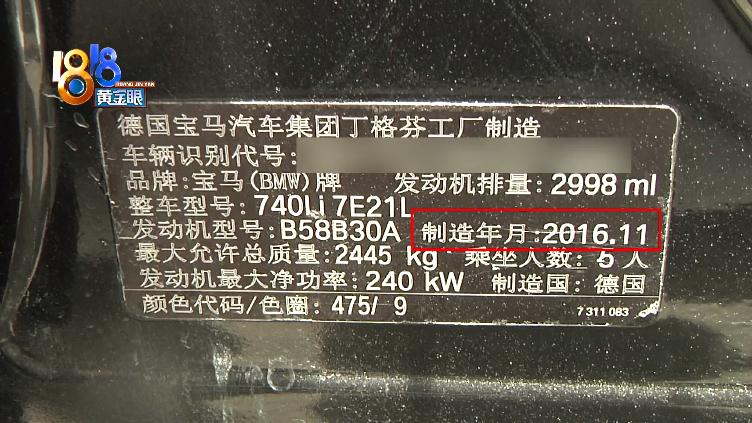 1818
HUANG JIN YAN
黄金眼
德国宝马汽车集团丁格芬工厂制造
车辆识别代号:
品牌:宝马(BMW)牌 发动机排量:2998 ml
整车型号:740Li 7E21L
发动机型号:B58B30A 制造年月:2016.11
最大允许总质量:2445 kg 乘坐人数:5人
发动机最大净功率:240 kW 制造国:德国
颜色代码/色圈:475/ 9
7 311 083